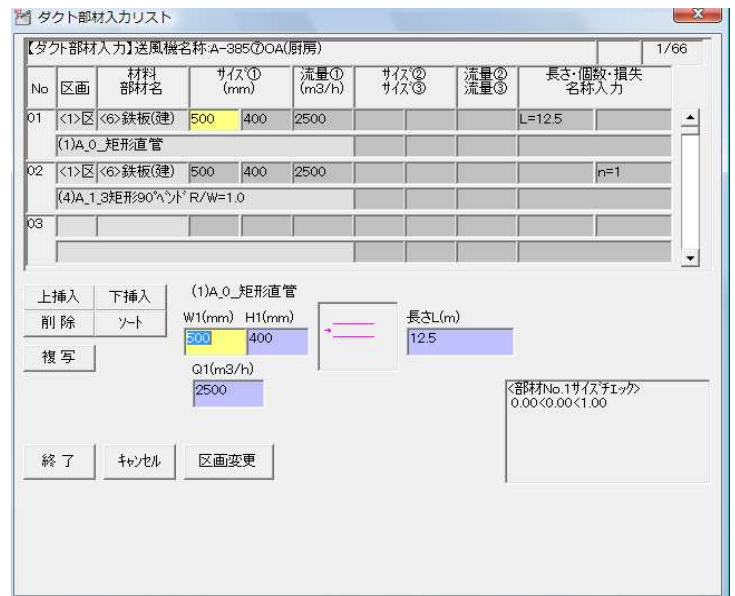 ダクト部材入力リスト
【ダクト部材入力】送風機名称:A-385⑦OA(厨房) 1/66
No 区画 材料 部材名 サイズ① (mm) 流量① (m3/h) サイズ② サイズ③ 流量② 流量③ 長さ・個数・損失 名称入力
01 <1>区 <6>鉄板(建) 500 400 2500 L=12.5
(1)A_0_矩形直管
02 <1>区 <6>鉄板(建) 500 400 2500 n=1
(4)A_1_3矩形90°ベンド R/W=1.0
03
上挿入 下挿入 (1)A_0_矩形直管
削除 ソート W1(mm) H1(mm) 長さL(m)
500 400 12.5
複写 Q1(m3/h)
2500
<部材No.1サイズチェック>
0.00<0.00<1.00
終了 キャンセル 区画変更